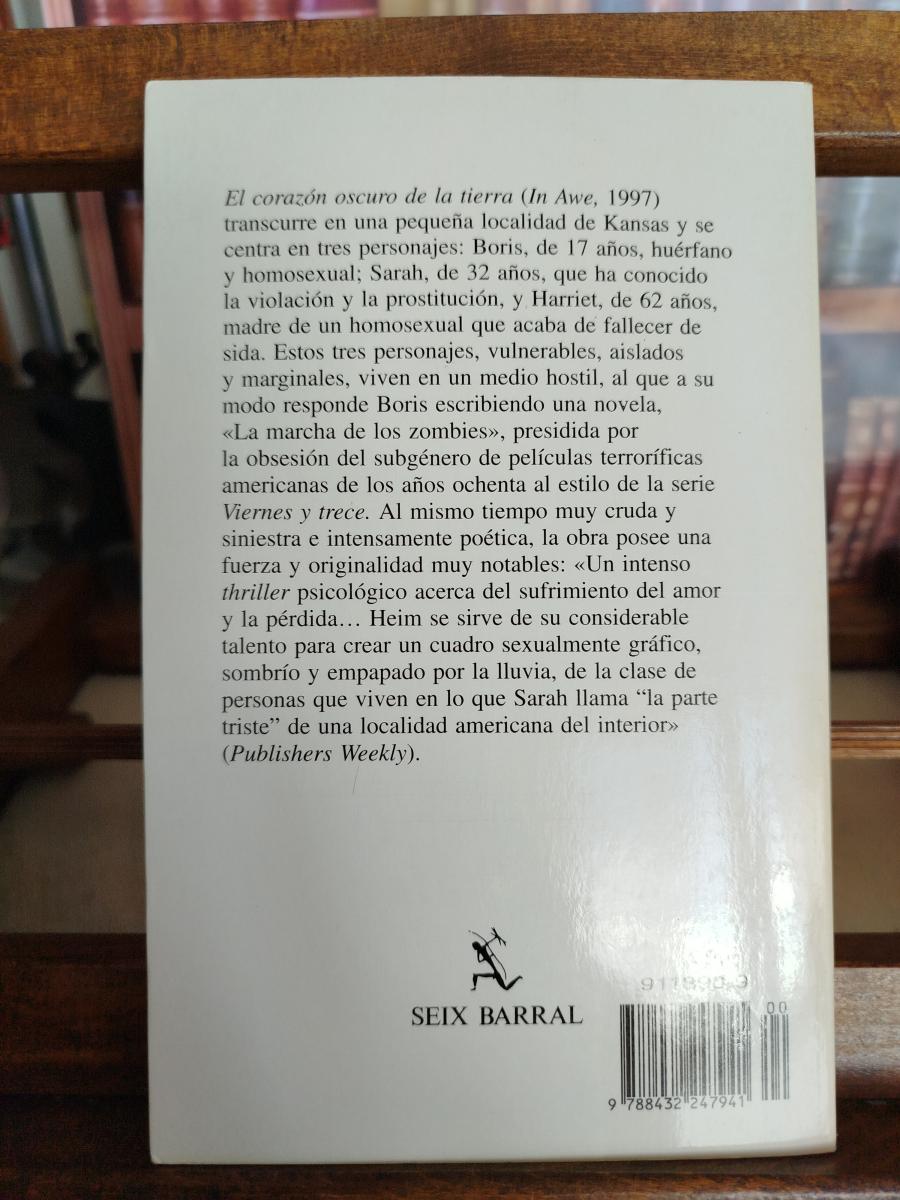 El corazón oscuro de la tierra (In Awe, 1997)
transcurre en una pequeña localidad de Kansas y se
centra en tres personajes: Boris, de 17 años, huérfano
y homosexual; Sarah, de 32 años, que ha conocido
la violación y la prostitución, y Harriet, de 62 años,
madre de un homosexual que acaba de fallecer de
sida. Estos tres personajes, vulnerables, aislados
y marginales, viven en un medio hostil, al que a su
modo responde Boris escribiendo una novela,
«La marcha de los zombies», presidida por
la obsesión del subgénero de películas terroríficas
americanas de los años ochenta al estilo de la serie
Viernes y trece. Al mismo tiempo muy cruda y
siniestra e intensamente poética, la obra posee una
fuerza y originalidad muy notables: «Un intenso
thriller psicológico acerca del sufrimiento del amor
y la pérdida… Heim se sirve de su considerable
talento para crear un cuadro sexualmente gráfico,
sombrío y empapado por la lluvia, de la clase de
personas que viven en lo que Sarah llama “la parte
triste” de una localidad americana del interior»
(Publishers Weekly).
SEIX BARRAL
00
9 788432 247941